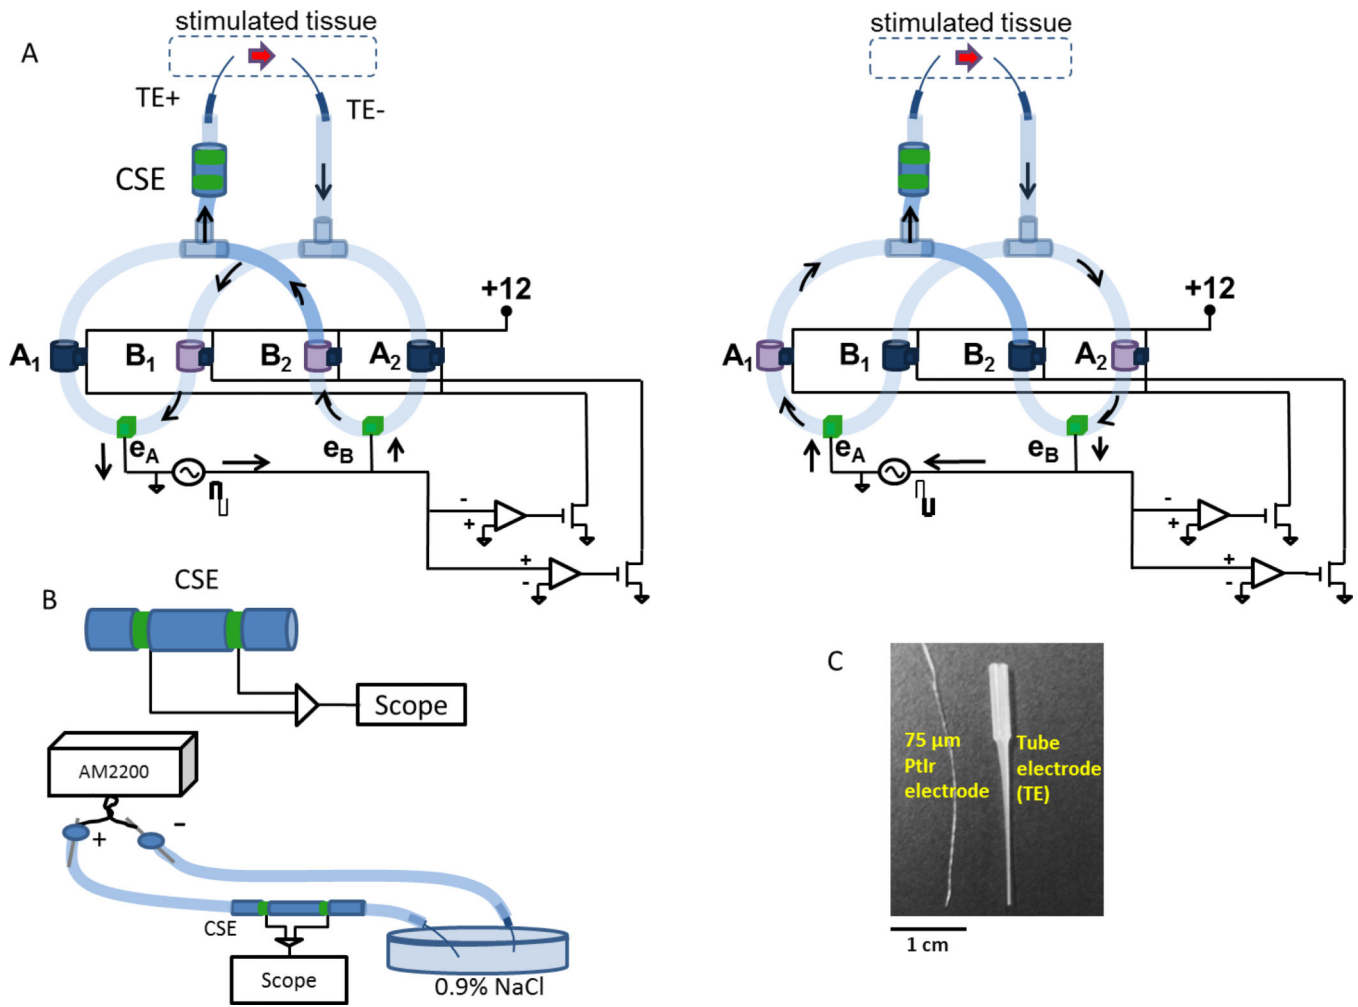 A
stimulated tissue
TE+
TE-
CSE
+12
A1
B1
B2
A2
eA
eB
-
+
+
-
stimulated tissue
+12
A1
B1
B2
A2
eA
eB
-
+
+
-
B
CSE
Scope
AM2200
+
-
CSE
Scope
0.9% NaCl
C
75 µm
PtIr
electrode
Tube
electrode
(TE)
1 cm